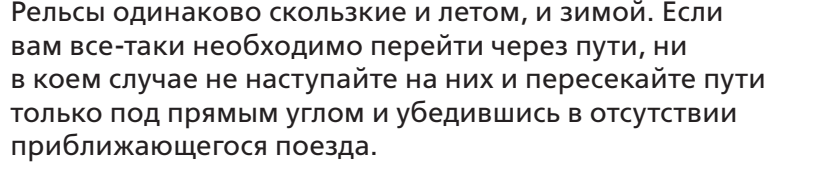 Рельсы одинаково скользкие и летом, и зимой. Если
вам все-таки необходимо перейти через пути, ни
в коем случае не наступайте на них и пересекайте пути
только под прямым углом и убедившись в отсутствии
приближающегося поезда.